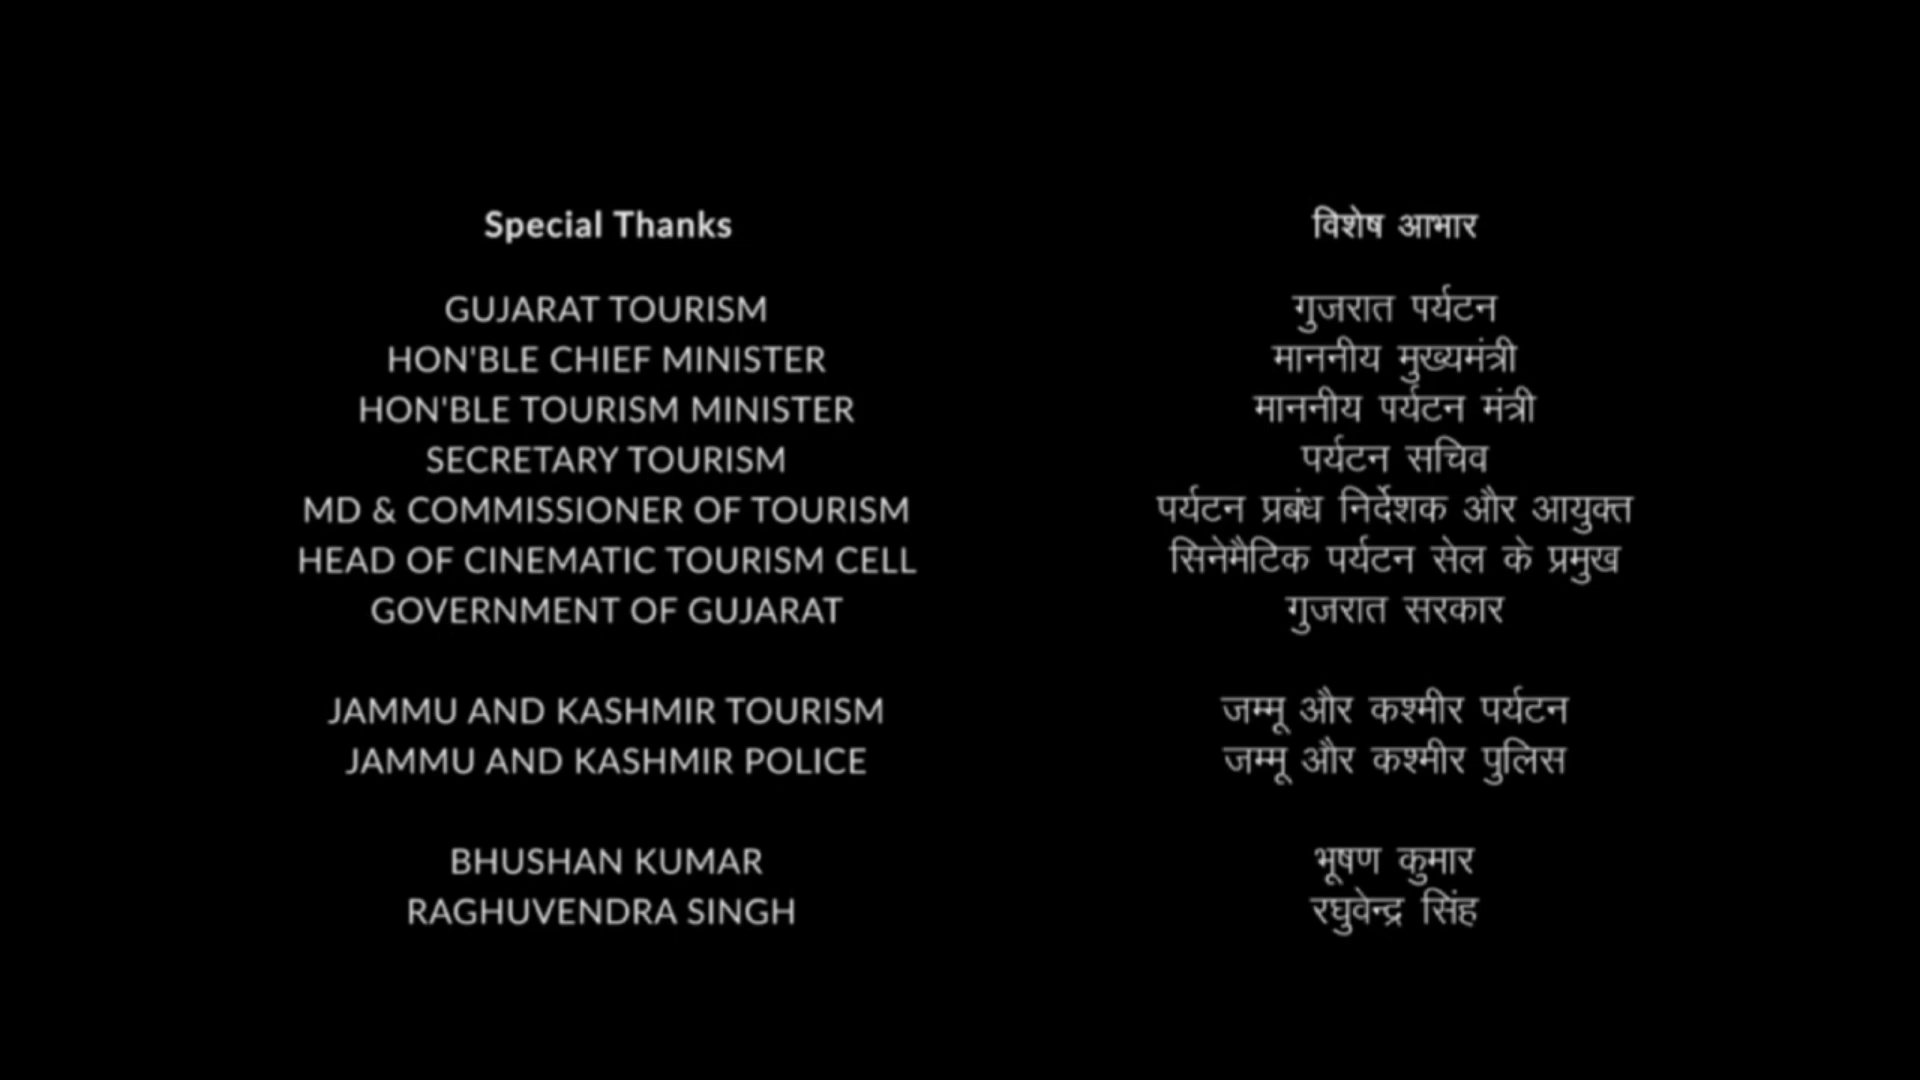 Special Thanks
GUJARAT TOURISM
HON'BLE CHIEF MINISTER
HON'BLE TOURISM MINISTER
SECRETARY TOURISM
MD & COMMISSIONER OF TOURISM
HEAD OF CINEMATIC TOURISM CELL
GOVERNMENT OF GUJARAT
JAMMU AND KASHMIR TOURISM
JAMMU AND KASHMIR POLICE
BHUSHAN KUMAR
RAGHUVENDRA SINGH
विशेष आभार
गुजरात पर्यटन
माननीय मुख्यमंत्री
माननीय पर्यटन मंत्री
पर्यटन सचिव
पर्यटन प्रबंध निर्देशक और आयुक्त
सिनेमैटिक पर्यटन सेल के प्रमुख
गुजरात सरकार
जम्मू और कश्मीर पर्यटन
जम्मू और कश्मीर पुलिस
भूषण कुमार
रघुवेन्द्र सिंह